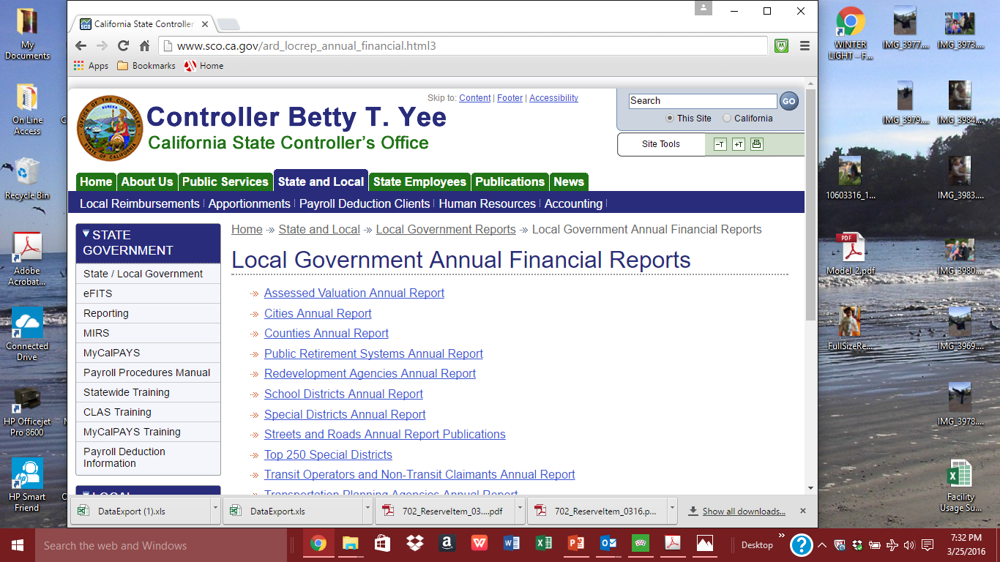 California State Controller
www.sco.ca.gov/ard_locrep_annual_financial.html3
Apps Bookmarks Home
Skip to: Content | Footer | Accessibility
Search GO
This Site California
Site Tools -T +T
Controller Betty T. Yee
California State Controller's Office
Home About Us Public Services State and Local State Employees Publications News
Local Reimbursements Apportionments Payroll Deduction Clients Human Resources Accounting
STATE
GOVERNMENT
State / Local Government
eFITS
Reporting
MIRS
MyCalPAYS
Payroll Procedures Manual
Statewide Training
CLAS Training
MyCalPAYS Training
Payroll Deduction
Information
LOCAL
Home State and Local Local Government Reports Local Government Annual Financial Reports
Local Government Annual Financial Reports
Assessed Valuation Annual Report
Cities Annual Report
Counties Annual Report
Public Retirement Systems Annual Report
Redevelopment Agencies Annual Report
School Districts Annual Report
Special Districts Annual Report
Streets and Roads Annual Report Publications
Top 250 Special Districts
Transit Operators and Non-Transit Claimants Annual Report
Transportation Planning Agencies Annual Report
DataExport (1).xls DataExport.xls 702_ReserveItem_03....pdf 702_ReserveItem_0316.p... Show all downloads...
My
Documents
On Line
Access
Recycle Bin
Adobe
Acrobat...
Connected
Drive
HP Officejet
Pro 8600
HP Smart
Friend
WINTER
LIGHT – F...
IMG_3977....
IMG_3973....
IMG_3979....
IMG_3984....
10603316_1...
IMG_3983....
PDF
Model_2.pdf
IMG_3980....
FullSizeRe...
IMG_3969....
IMG_3978....
Facility
Usage Su...
Search the web and Windows
Desktop
7:32 PM
3/25/2016